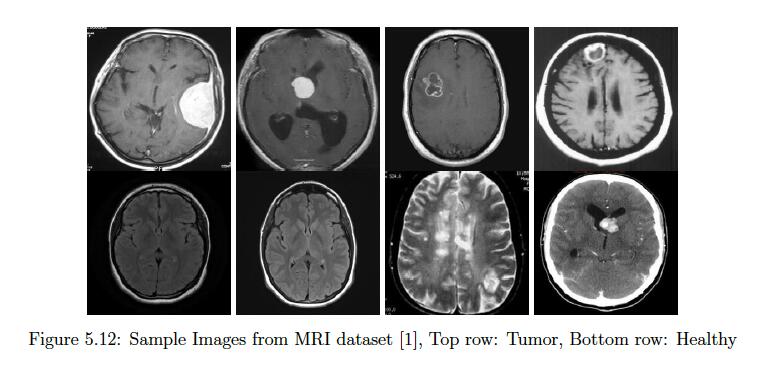 Figure 5.12: Sample Images from MRI dataset [1], Top row: Tumor, Bottom row: Healthy